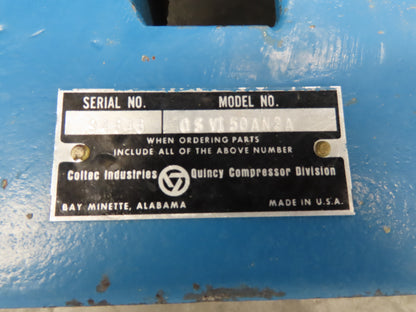 SERIAL NO. MODEL NO.
QSVI50AN3A
WHEN ORDERING PARTS
INCLUDE ALL OF THE ABOVE NUMBER
Coltec Industries Quincy Compressor Division
BAY MINETTE, ALABAMA MADE IN U.S.A.